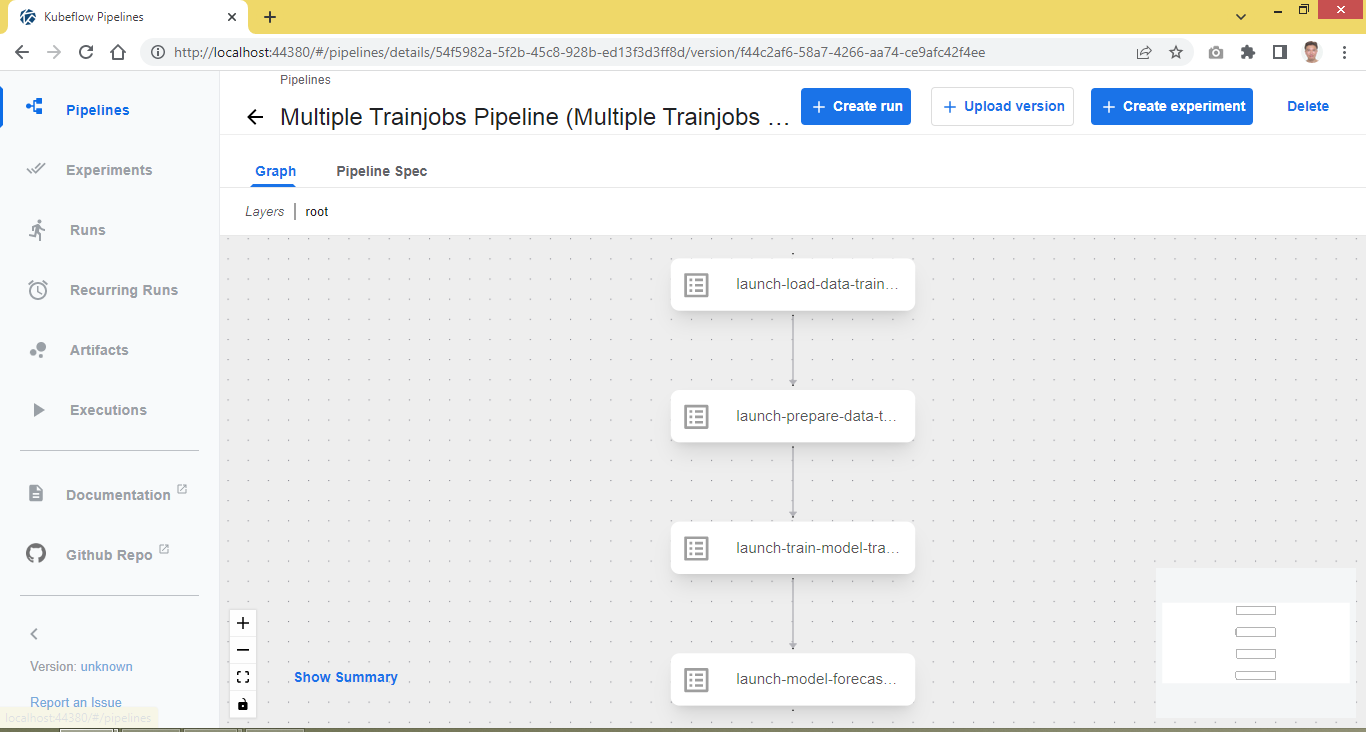 Kubeflow Pipelines
http://localhost:44380/#/pipelines/details/54f5982a-5f2b-45c8-928b-ed13f3d3ff8d/version/f44c2af6-58a7-4266-aa74-ce9afc42f4ee
Pipelines
Experiments
Runs
Recurring Runs
Artifacts
Executions
Documentation
Github Repo
Version: unknown
Report an Issue
localhost:44380/#/pipelines
Pipelines
Multiple Trainjobs Pipeline (Multiple Trainjobs ...
+ Create run
+ Upload version
+ Create experiment
Delete
Graph
Pipeline Spec
Layers | root
launch-load-data-train...
launch-prepare-data-t...
launch-train-model-tra...
launch-model-forecas...
Show Summary